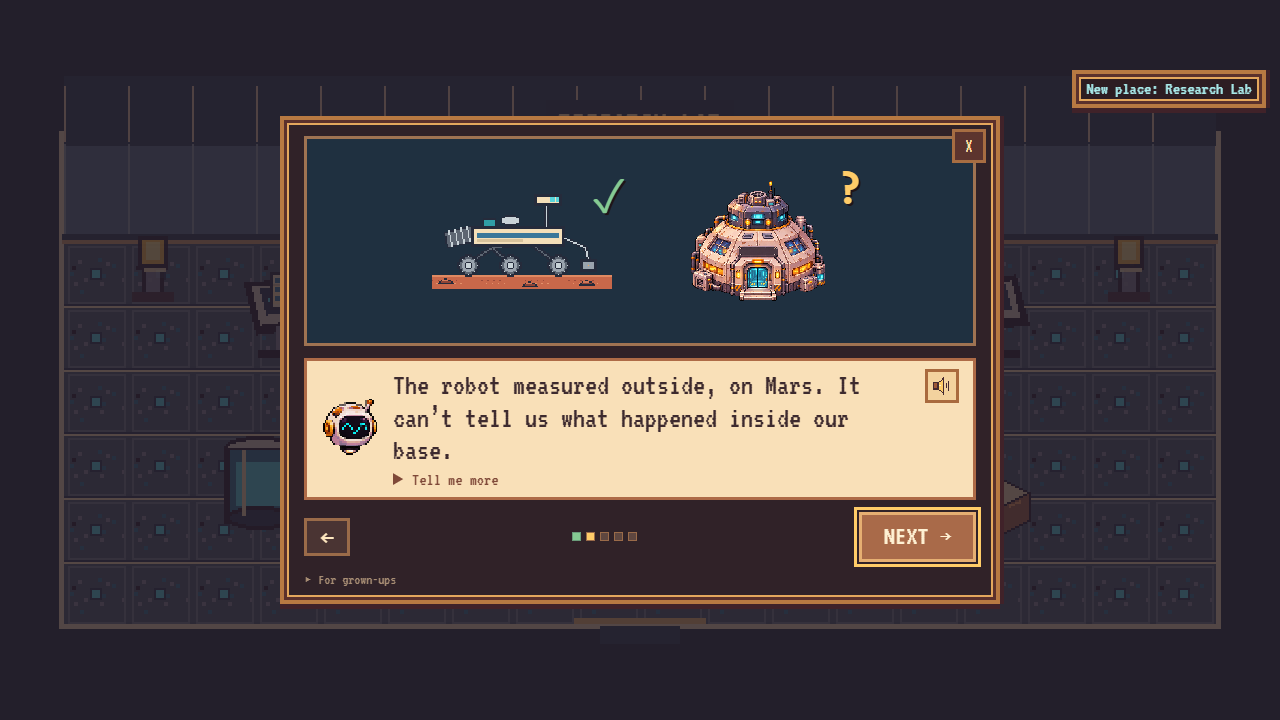 New place: Research Lab
X
?
The robot measured outside, on Mars. It
can't tell us what happened inside our
base.
▶ Tell me more
←
NEXT →
▸ For grown-ups